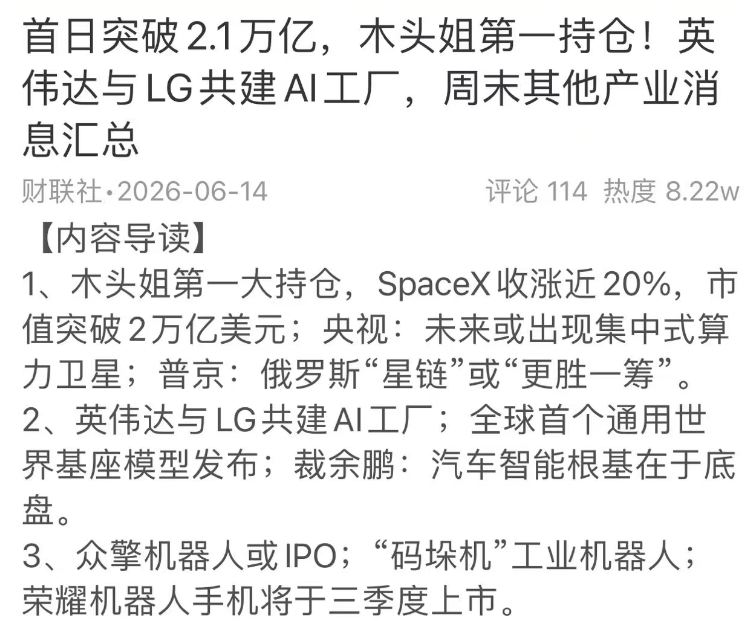 首日突破2.1万亿，木头姐第一持仓！英
伟达与LG共建AI工厂，周末其他产业消
息汇总
财联社·2026-06-14 评论 114 热度 8.22w
【内容导读】
1、木头姐第一大持仓，SpaceX收涨近20%，市
值突破2万亿美元；央视：未来或出现集中式算
力卫星；普京：俄罗斯“星链”或“更胜一筹”。
2、英伟达与LG共建AI工厂；全球首个通用世
界基座模型发布；裁余鹏：汽车智能根基在于底
盘。
3、众擎机器人或IPO；“码垛机”工业机器人；
荣耀机器人手机将于三季度上市。